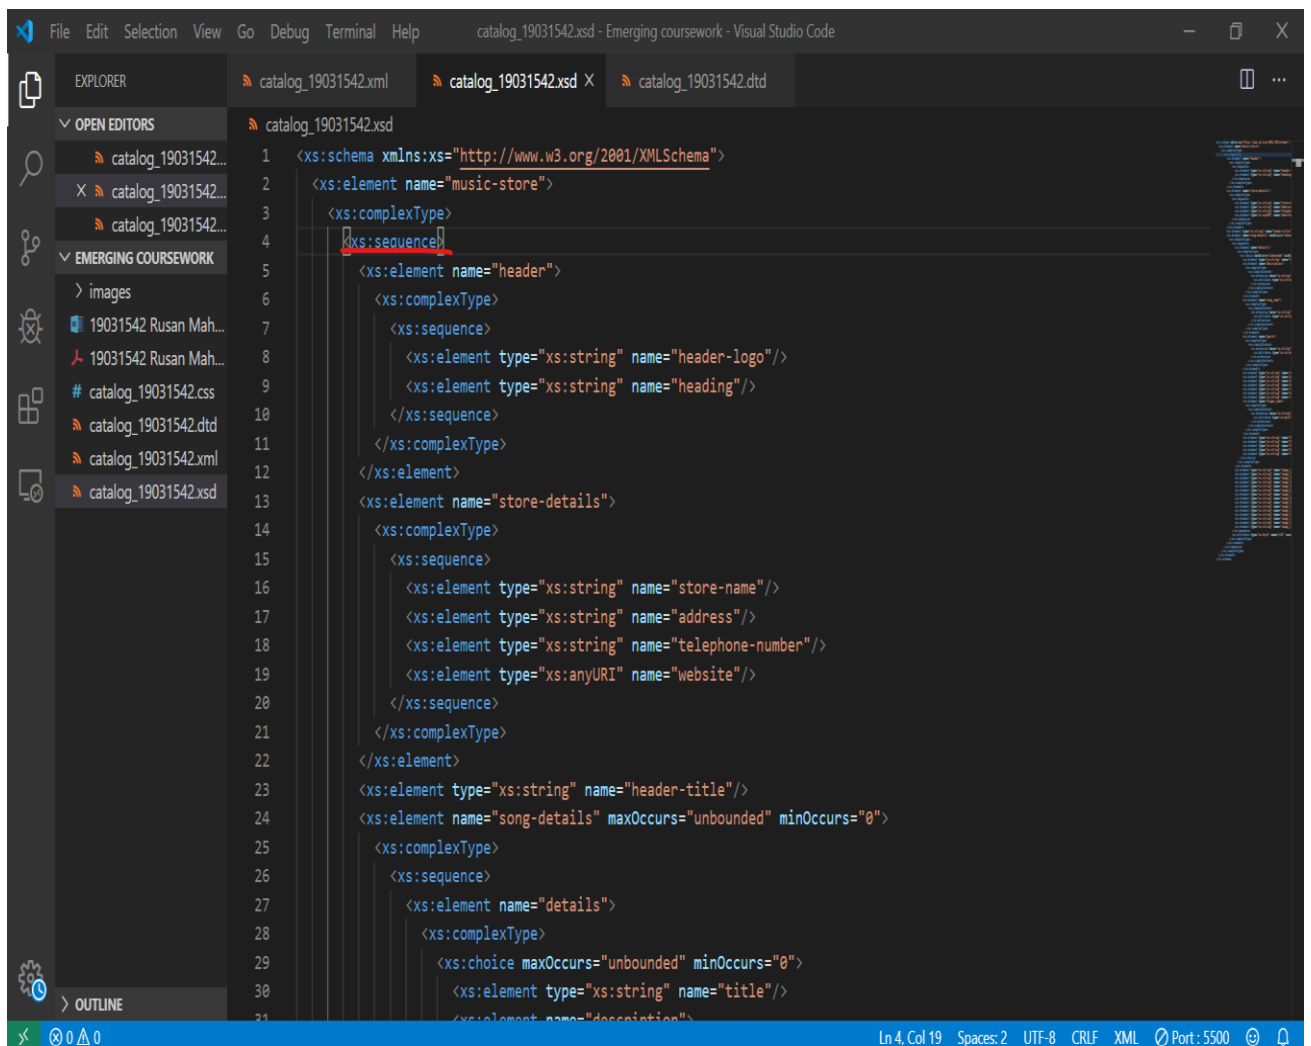 File Edit Selection View Go Debug Terminal Help catalog_19031542.xsd - Emerging coursework - Visual Studio Code
EXPLORER
OPEN EDITORS
catalog_19031542...
catalog_19031542...
catalog_19031542...
EMERGING COURSEWORK
images
19031542 Rusan Mah...
19031542 Rusan Mah...
catalog_19031542.css
catalog_19031542.dtd
catalog_19031542.xml
catalog_19031542.xsd
OUTLINE
catalog_19031542.xml catalog_19031542.xsd catalog_19031542.dtd
catalog_19031542.xsd
1 <xs:schema xmlns:xs="http://www.w3.org/2001/XMLSchema">
2 <xs:element name="music-store">
3 <xs:complexType>
4 <xs:sequence>
5 <xs:element name="header">
6 <xs:complexType>
7 <xs:sequence>
8 <xs:element type="xs:string" name="header-logo"/>
9 <xs:element type="xs:string" name="heading"/>
10 </xs:sequence>
11 </xs:complexType>
12 </xs:element>
13 <xs:element name="store-details">
14 <xs:complexType>
15 <xs:sequence>
16 <xs:element type="xs:string" name="store-name"/>
17 <xs:element type="xs:string" name="address"/>
18 <xs:element type="xs:string" name="telephone-number"/>
19 <xs:element type="xs:anyURI" name="website"/>
20 </xs:sequence>
21 </xs:complexType>
22 </xs:element>
23 <xs:element type="xs:string" name="header-title"/>
24 <xs:element name="song-details" maxOccurs="unbounded" minOccurs="0">
25 <xs:complexType>
26 <xs:sequence>
27 <xs:element name="details">
28 <xs:complexType>
29 <xs:choice maxOccurs="unbounded" minOccurs="0">
30 <xs:element type="xs:string" name="title"/>
31 <xs:element name="description">
0 0 Ln 4, Col 19 Spaces: 2 UTF-8 CRLF XML Port : 5500